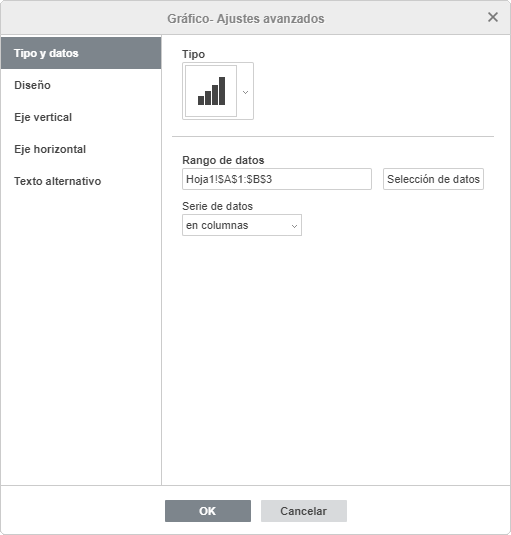 Gráfico- Ajustes avanzados
Tipo y datos
Diseño
Eje vertical
Eje horizontal
Texto alternativo
Tipo
Rango de datos
Hoja1!$A$1:$B$3
Selección de datos
Serie de datos
en columnas
OK
Cancelar